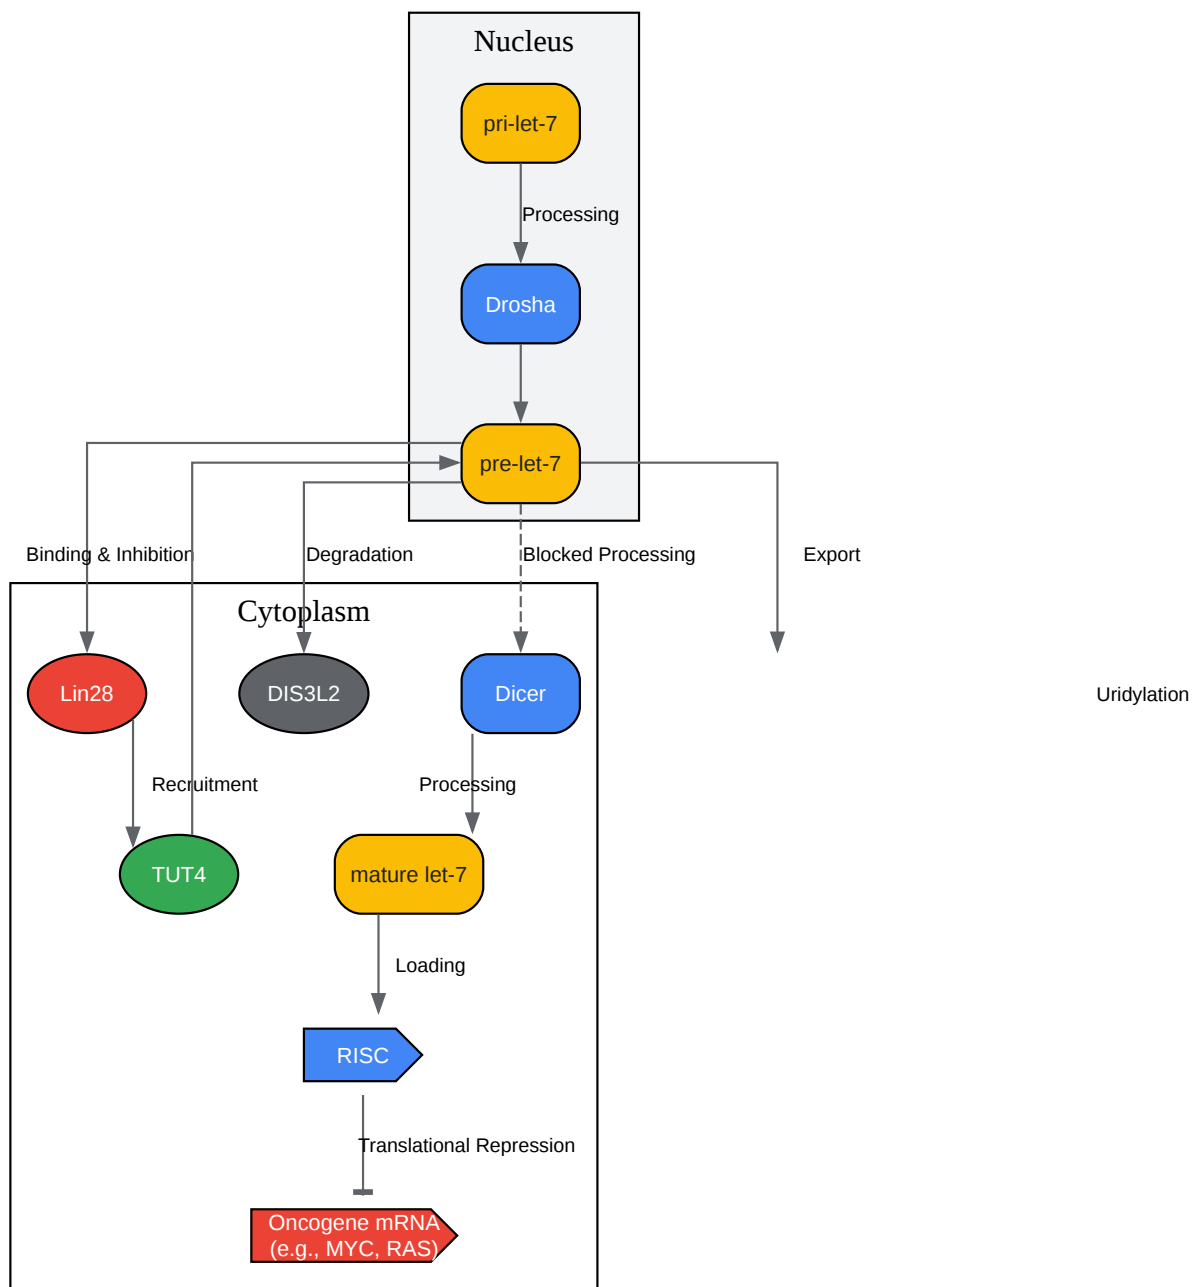 Nucleus
pri-let-7
Processing
Drosha
pre-let-7
Binding & Inhibition
Degradation
Blocked Processing
Export
Cytoplasm
Lin28
DIS3L2
Dicer
Uridylation
Recruitment
Processing
TUT4
mature let-7
Loading
RISC
Translational Repression
Oncogene mRNA
(e.g., MYC, RAS)